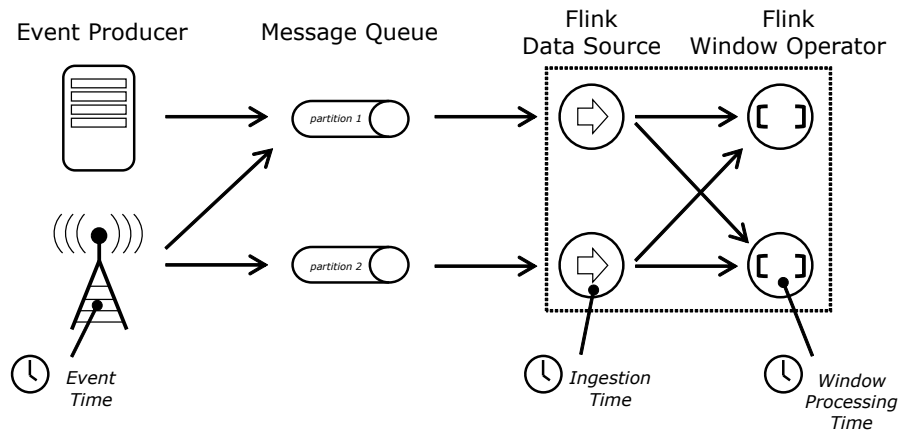 Event Producer
Message Queue
Flink
Data Source
Flink
Window Operator
partition 1
partition 2
Event
Time
Ingestion
Time
Window
Processing
Time